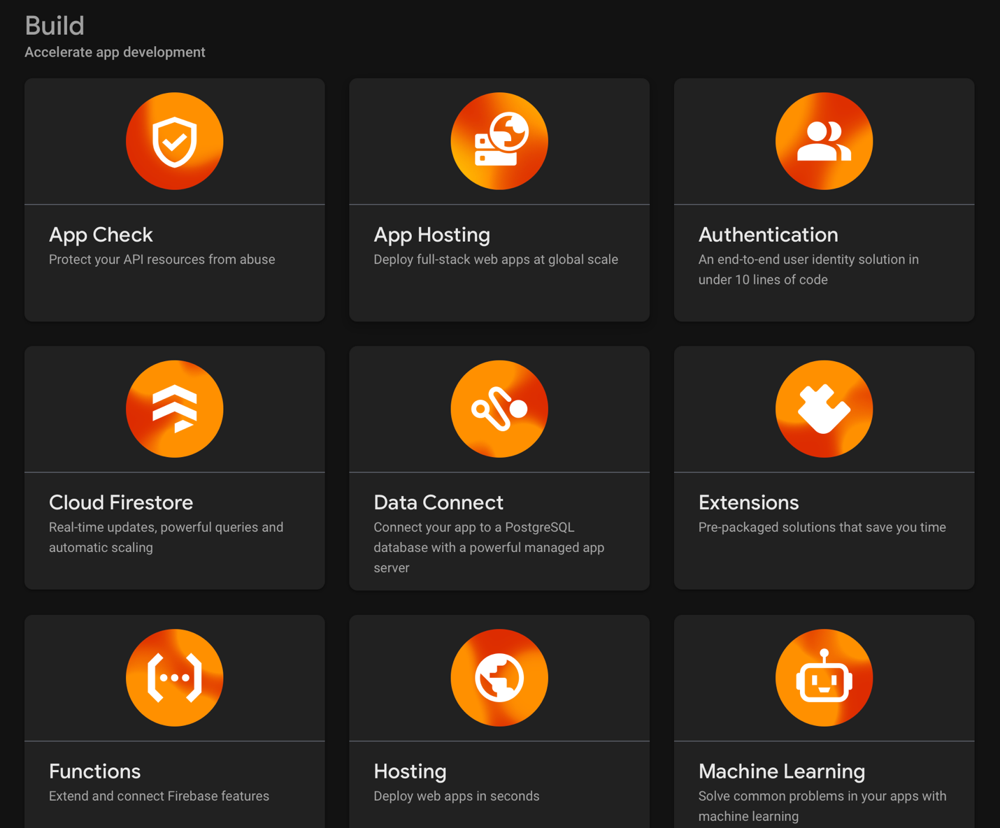 Build
Accelerate app development
App Check
Protect your API resources from abuse
App Hosting
Deploy full-stack web apps at global scale
Authentication
An end-to-end user identity solution in
under 10 lines of code
Cloud Firestore
Real-time updates, powerful queries and
automatic scaling
Data Connect
Connect your app to a PostgreSQL
database with a powerful managed app
server
Extensions
Pre-packaged solutions that save you time
Functions
Extend and connect Firebase features
Hosting
Deploy web apps in seconds
Machine Learning
Solve common problems in your apps with
machine learning